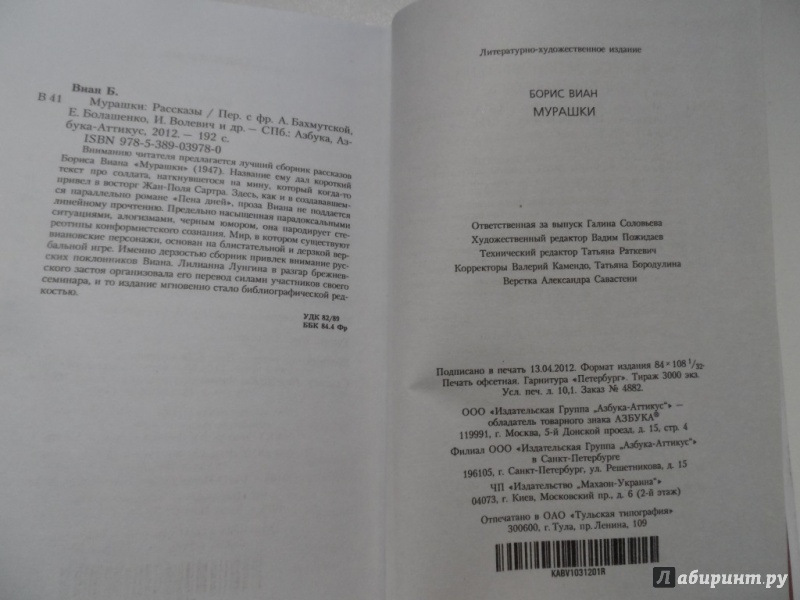 Виан Б.
В 41
Мурашки: Рассказы / Пер. с фр. А. Бахмутской,
Е. Болашенко, И. Волевич и др. — СПб.: Азбука, Аз-
бука-Аттикус, 2012. — 192 с.
ISBN 978-5-389-03978-0
Вниманию читателя предлагается лучший сборник рассказов
Бориса Виана «Мурашки» (1947). Название ему дал короткий
текст про солдата, наткнувшегося на мину, который когда-то
привел в восторг Жан-Поля Сартра. Здесь, как и в создававшем-
ся параллельно романе «Пена дней», проза Виана не поддается
линейному прочтению. Предельно насыщенная парадоксальными
ситуациями, алогизмами, черным юмором, она пародирует сте-
реотипы конформистского сознания. Мир, в котором существуют
виановские персонажи, основан на блистательной и дерзкой вер-
бальной игре. Именно дерзостью сборник привлек внимание рус-
ских поклонников Виана. Лилианна Лунгина в разгар брежнев-
ского застоя организовала его перевод силами участников своего
семинара, и то издание мгновенно стало библиографической ред-
костью.
УДК 82/89
ББК 84.4 Фр
Литературно-художественное издание
БОРИС ВИАН
МУРАШКИ
Ответственная за выпуск Галина Соловьева
Художественный редактор Вадим Пожидаев
Технический редактор Татьяна Раткевич
Корректоры Валерий Камендо, Татьяна Бородулина
Верстка Александра Савастени
Подписано в печать 13.04.2012. Формат издания 84 × 108 1/32.
Печать офсетная. Гарнитура «Петербург». Тираж 3000 экз.
Усл. печ. л. 10,1. Заказ № 4882.
ООО «Издательская Группа „Азбука-Аттикус“» —
обладатель товарного знака АЗБУКА®
119991, г. Москва, 5-й Донской проезд, д. 15, стр. 4
Филиал ООО «Издательская Группа „Азбука-Аттикус“»
в Санкт-Петербурге
196105, г. Санкт-Петербург, ул. Решетникова, д. 15
ЧП «Издательство „Махаон-Украина“»
04073, г. Киев, Московский пр., д. 6 (2-й этаж)
Отпечатано в ОАО «Тульская типография»
300600, г. Тула, пр. Ленина, 109
KABV1031201R
Лабиринт.ру